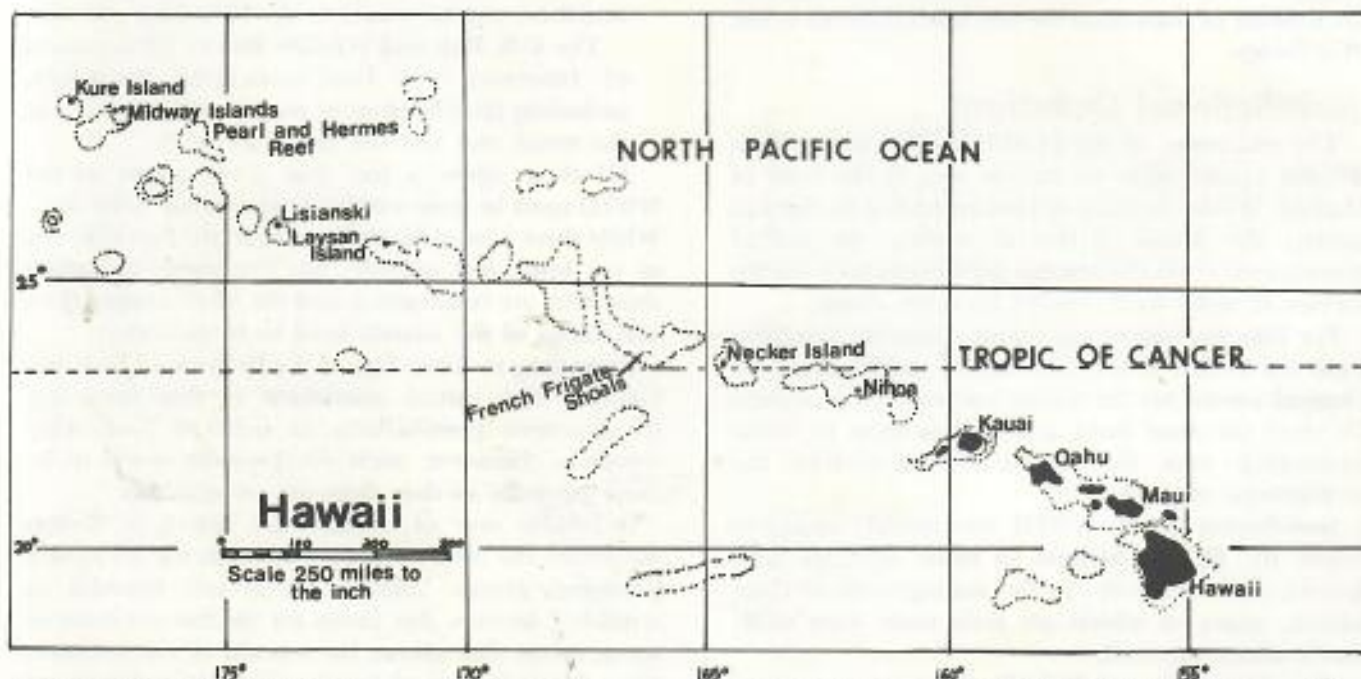 Kure Island
Midway Islands
Pearl and Hermes
Reef
NORTH PACIFIC OCEAN
Lisianski
Laysan
Island
15°
Necker Island
TROPIC OF CANCER
French Frigate
Shoals
Nihoa
Kauai
Oahu
Maui
Hawaii
Hawaii
20°
Scale 250 miles to
the inch
175°
170°
165°
160°
155°